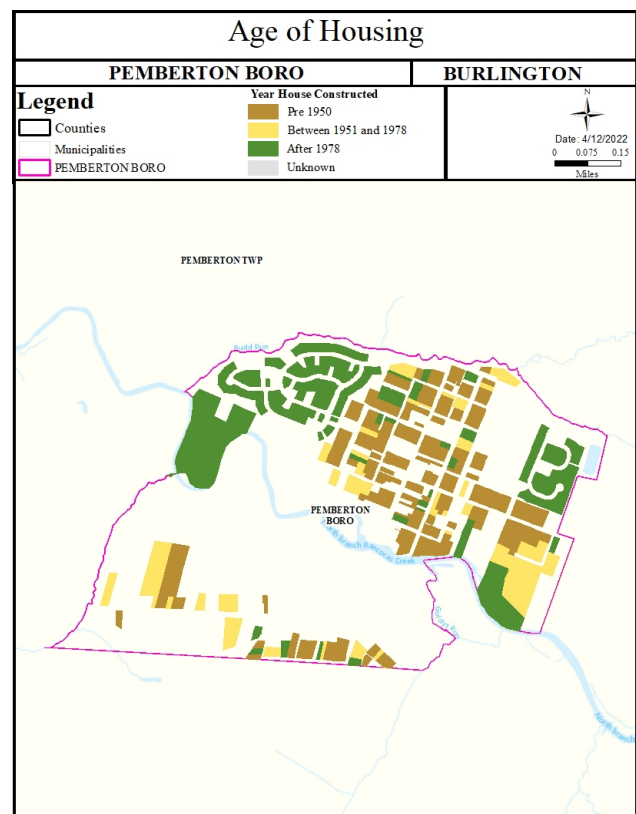 Age of Housing
PEMBERTON BORO
BURLINGTON
Legend
Counties
Municipalities
PEMBERTON BORO
Year House Constructed
Pre 1950
Between 1951 and 1978
After 1978
Unknown
N
Date: 4/12/2022
0 0.075 0.15
Miles
PEMBERTON TWP
Budd Run
PEMBERTON
BORO
North Branch Rancocas Creek
North Branch